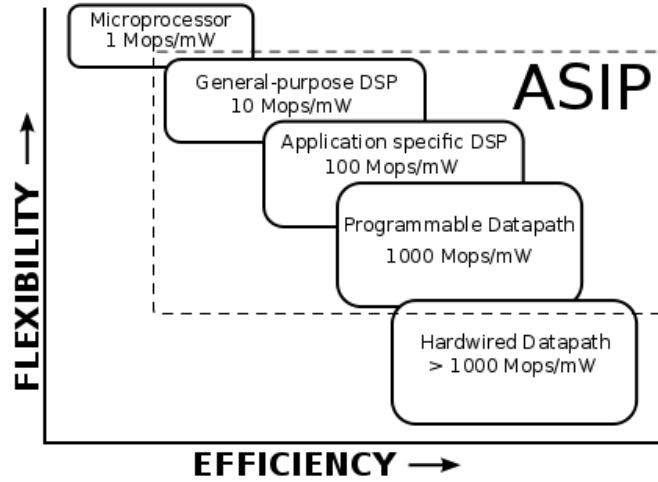 Microprocessor
1 Mops/mW
General-purpose DSP
10 Mops/mW
ASIP
Application specific DSP
100 Mops/mW
Programmable Datapath
1000 Mops/mW
Hardwired Datapath
> 1000 Mops/mW
FLEXIBILITY
EFFICIENCY